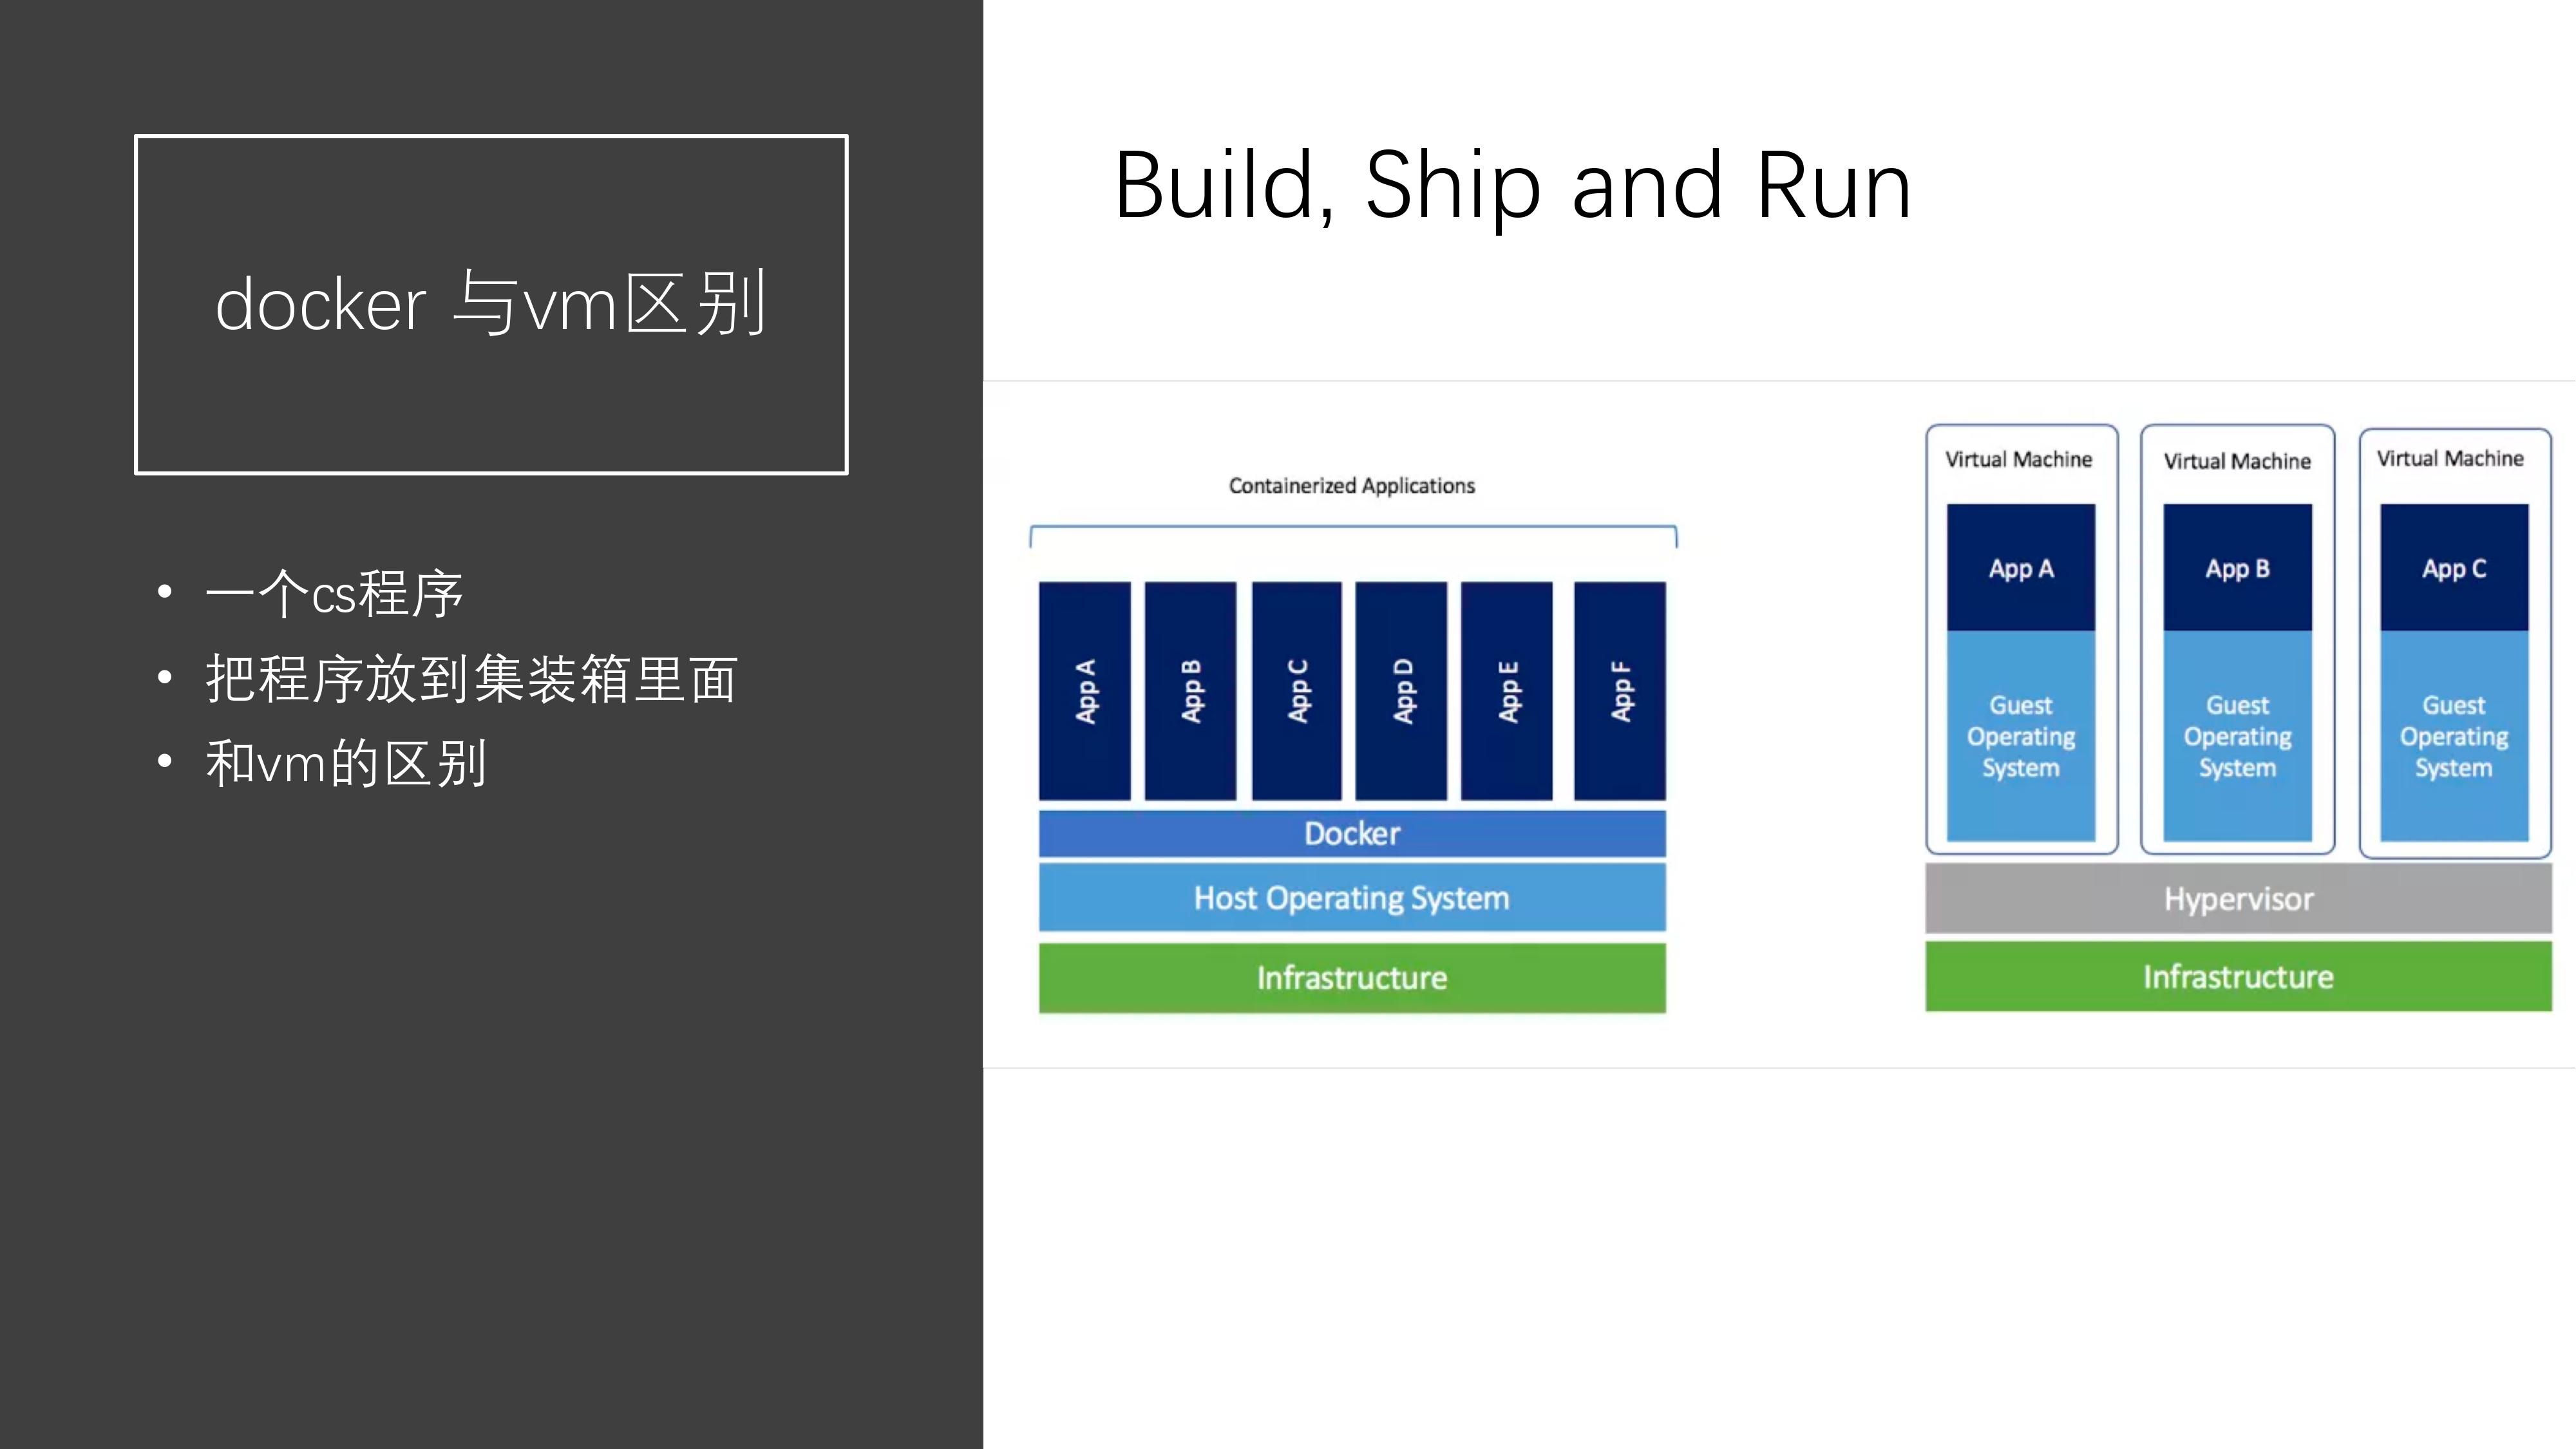 docker 与vm区别
• 一个cs程序
• 把程序放到集装箱里面
• 和vm的区别
Build, Ship and Run
Containerized Applications
App A
App B
App C
App D
App E
App F
Docker
Host Operating System
Infrastructure
Virtual Machine
App A
Guest
Operating
System
Virtual Machine
App B
Guest
Operating
System
Virtual Machine
App C
Guest
Operating
System
Hypervisor
Infrastructure